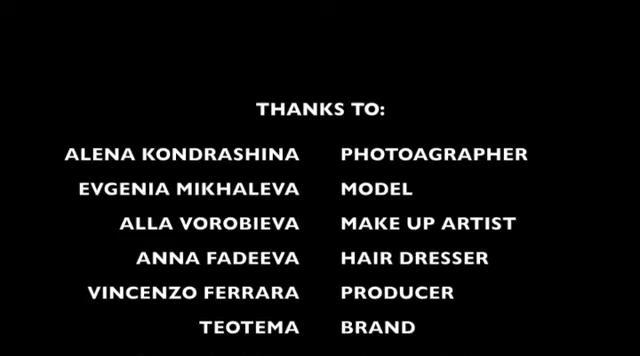 THANKS TO:
ALENA KONDRASHINA PHOTOAGRAPHER
EVGENIA MIKHALEVA MODEL
ALLA VOROBIEVA MAKE UP ARTIST
ANNA FADEEVA HAIR DRESSER
VINCENZO FERRARA PRODUCER
TEOTEMA BRAND